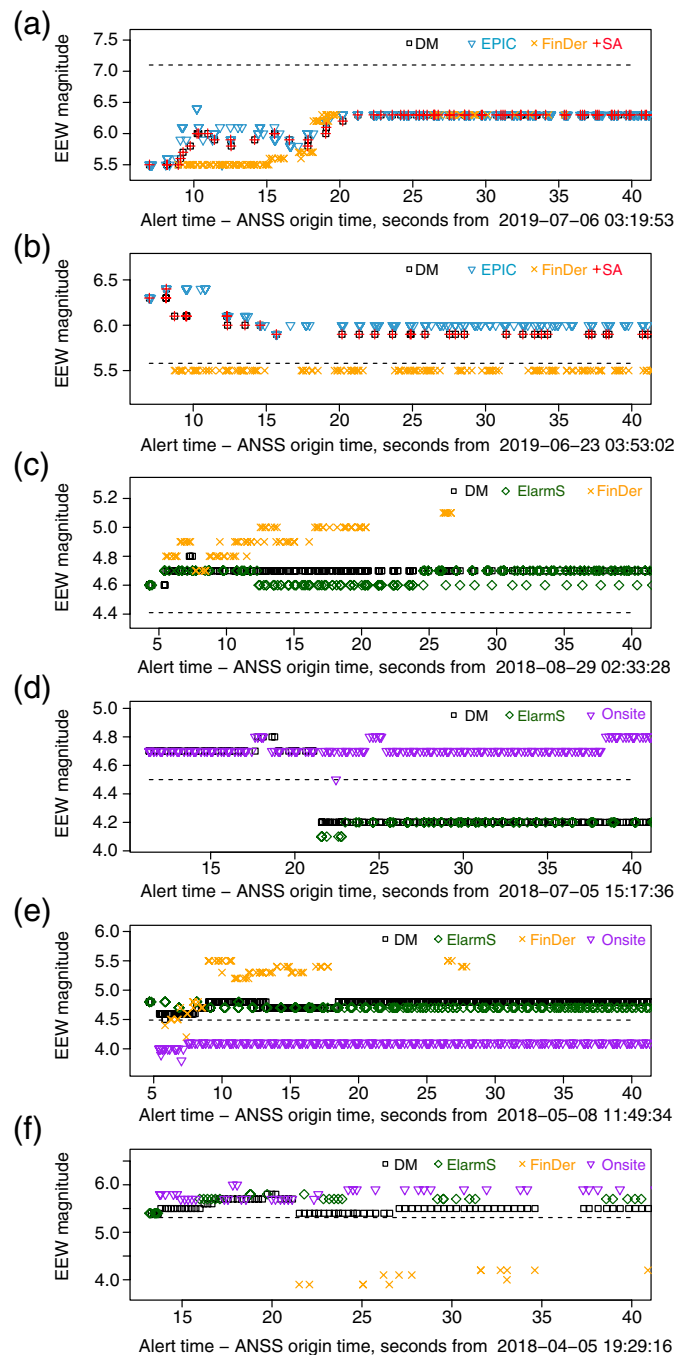 (a)
DM EPIC FinDer +SA
7.5
7.0
6.5
6.0
5.5
EEW magnitude
10 15 20 25 30 35 40
Alert time − ANSS origin time, seconds from 2019−07−06 03:19:53
(b)
DM EPIC FinDer +SA
6.5
6.0
5.5
EEW magnitude
10 15 20 25 30 35 40
Alert time − ANSS origin time, seconds from 2019−06−23 03:53:02
(c)
DM ElarmS FinDer
5.2
5.0
4.8
4.6
4.4
EEW magnitude
5 10 15 20 25 30 35 40
Alert time − ANSS origin time, seconds from 2018−08−29 02:33:28
(d)
DM ElarmS Onsite
5.0
4.8
4.6
4.4
4.2
4.0
EEW magnitude
15 20 25 30 35 40
Alert time − ANSS origin time, seconds from 2018−07−05 15:17:36
(e)
DM ElarmS FinDer Onsite
6.0
5.5
5.0
4.5
4.0
EEW magnitude
5 10 15 20 25 30 35 40
Alert time − ANSS origin time, seconds from 2018−05−08 11:49:34
(f)
DM ElarmS FinDer Onsite
6.0
5.0
4.0
EEW magnitude
15 20 25 30 35 40
Alert time − ANSS origin time, seconds from 2018−04−05 19:29:16